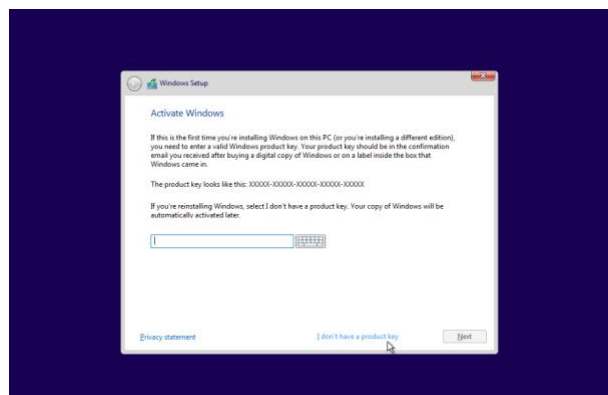 Windows Setup
Activate Windows
If this is the first time you're installing Windows on this PC (or you're installing a different edition),
you need to enter a valid Windows product key. Your product key should be in the confirmation
email you received after buying a digital copy of Windows or on a label inside the box that
Windows came in.
The product key looks like this: XXXXX-XXXXX-XXXXX-XXXXX-XXXXX
If you're reinstalling Windows, select I don't have a product key. Your copy of Windows will be
automatically activated later.
Privacy statement
I don't have a product key
Next